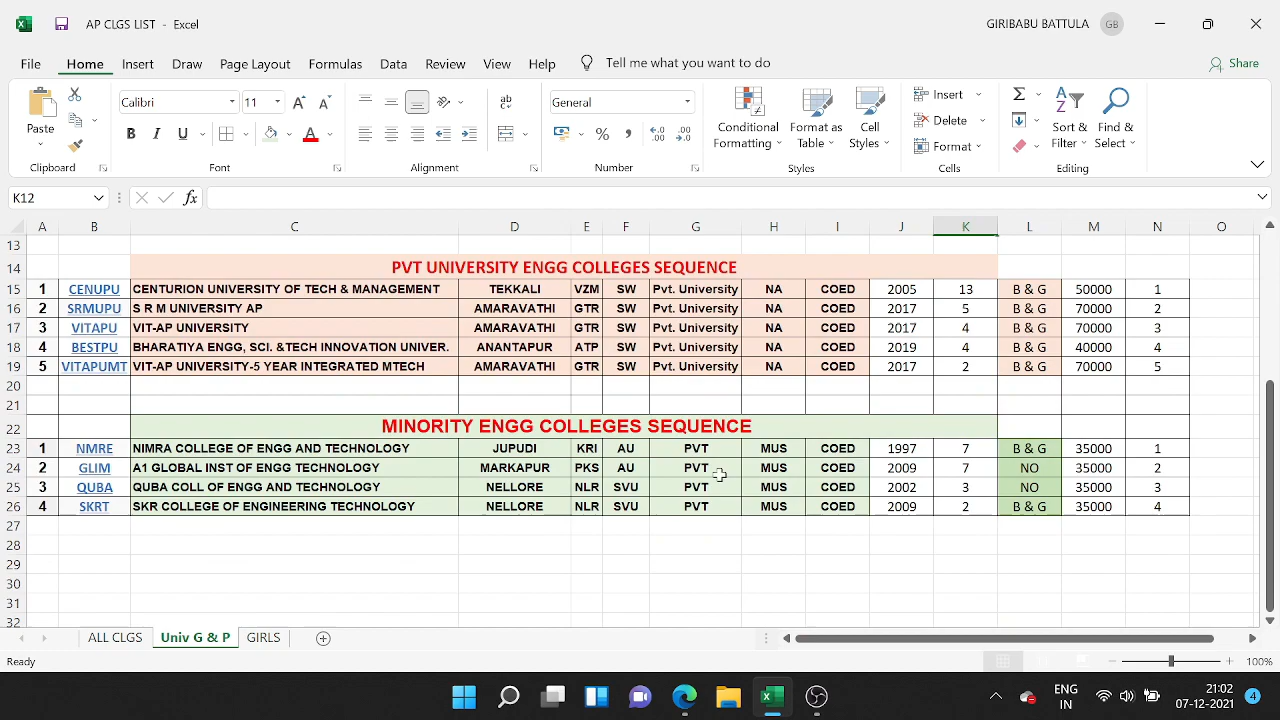 AP CLGS LIST - Excel
GIRIBABU BATTULA GB
File Home Insert Draw Page Layout Formulas Data Review View Help Tell me what you want to do Share
Paste
Calibri 11
B I U A
General
Conditional Formatting
Format as Table
Cell Styles
Insert
Delete
Format
Sort & Filter
Find & Select
Clipboard Font Alignment Number Styles Cells Editing
K12 fx
A B C D E F G H I J K L M N O
13
14 PVT UNIVERSITY ENGG COLLEGES SEQUENCE
15 1 CENUPU CENTURION UNIVERSITY OF TECH & MANAGEMENT TEKKALI VZM SW Pvt. University NA COED 2005 13 B & G 50000 1
16 2 SRMUPU S R M UNIVERSITY AP AMARAVATHI GTR SW Pvt. University NA COED 2017 5 B & G 70000 2
17 3 VITAPU VIT-AP UNIVERSITY AMARAVATHI GTR SW Pvt. University NA COED 2017 4 B & G 70000 3
18 4 BESTPU BHARATIYA ENGG, SCI. &TECH INNOVATION UNIVER. ANANTAPUR ATP SW Pvt. University NA COED 2019 4 B & G 40000 4
19 5 VITAPUMT VIT-AP UNIVERSITY-5 YEAR INTEGRATED MTECH AMARAVATHI GTR SW Pvt. University NA COED 2017 2 B & G 70000 5
20
21
22 MINORITY ENGG COLLEGES SEQUENCE
23 1 NMRE NIMRA COLLEGE OF ENGG AND TECHNOLOGY JUPUDI KRI AU PVT MUS COED 1997 7 B & G 35000 1
24 2 GLIM A1 GLOBAL INST OF ENGG TECHNOLOGY MARKAPUR PKS AU PVT MUS COED 2009 7 NO 35000 2
25 3 QUBA QUBA COLL OF ENGG AND TECHNOLOGY NELLORE NLR SVU PVT MUS COED 2002 3 NO 35000 3
26 4 SKRT SKR COLLEGE OF ENGINEERING TECHNOLOGY NELLORE NLR SVU PVT MUS COED 2009 2 B & G 35000 4
27
28
29
30
31
32
ALL CLGS Univ G & P GIRLS
Ready 100%
ENG 21:02
IN 07-12-2021 4